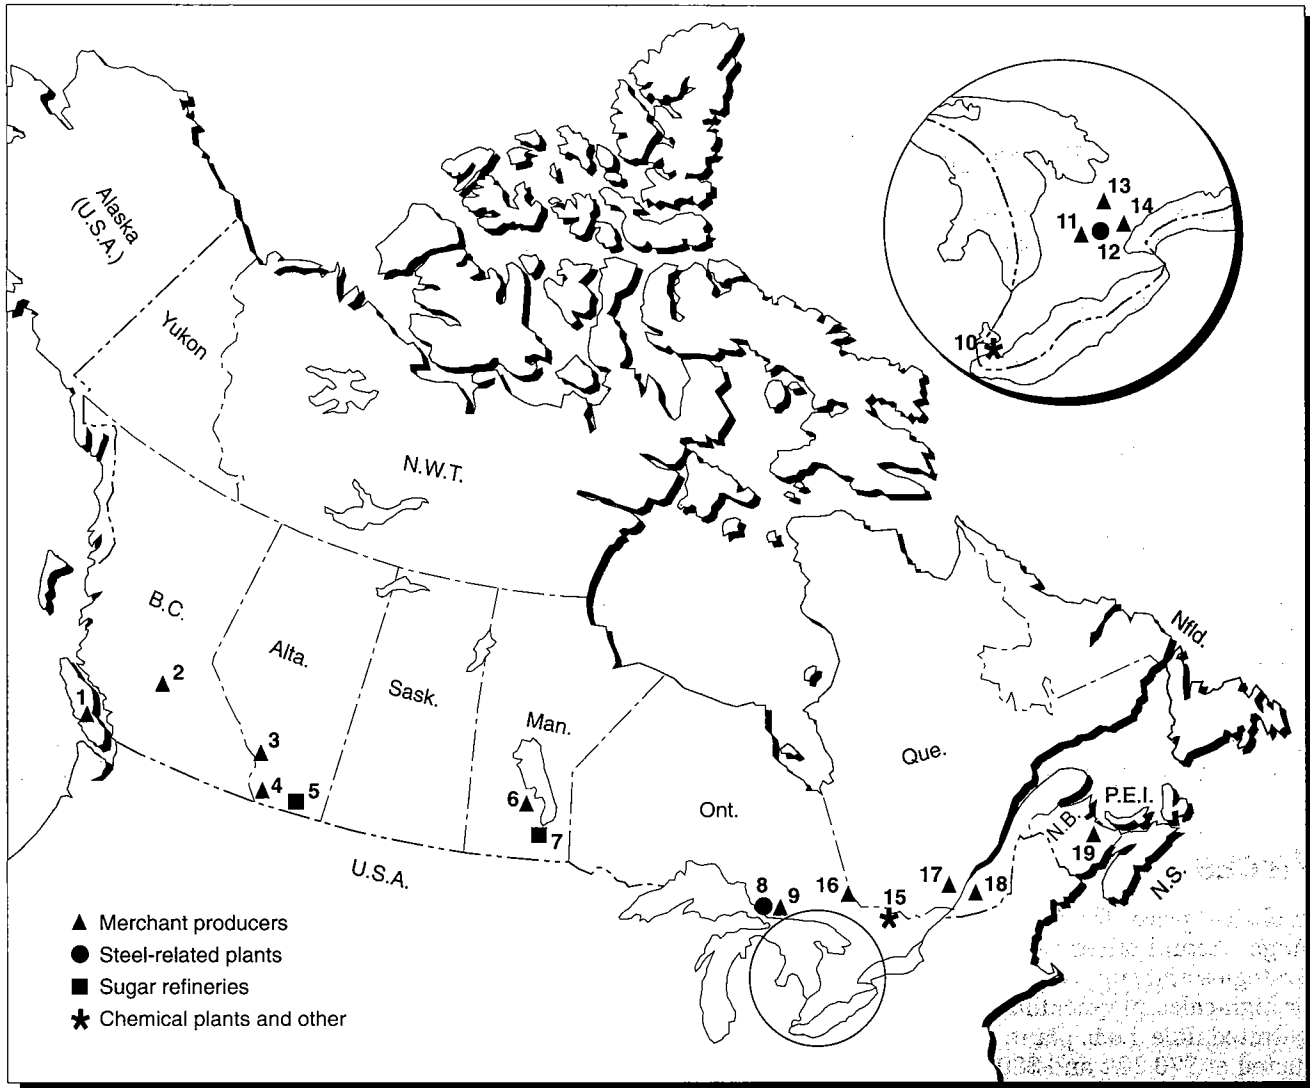 Alaska
(U.S.A.)
Yukon
N.W.T.
13
14
11
12
10
B.C.
Alta.
Sask.
Man.
Ont.
Que.
Nfld.
P.E.I.
N.B.
N.S.
U.S.A.
1
2
3
4
5
6
7
8
9
16
15
17
18
19
Merchant producers
Steel-related plants
Sugar refineries
Chemical plants and other